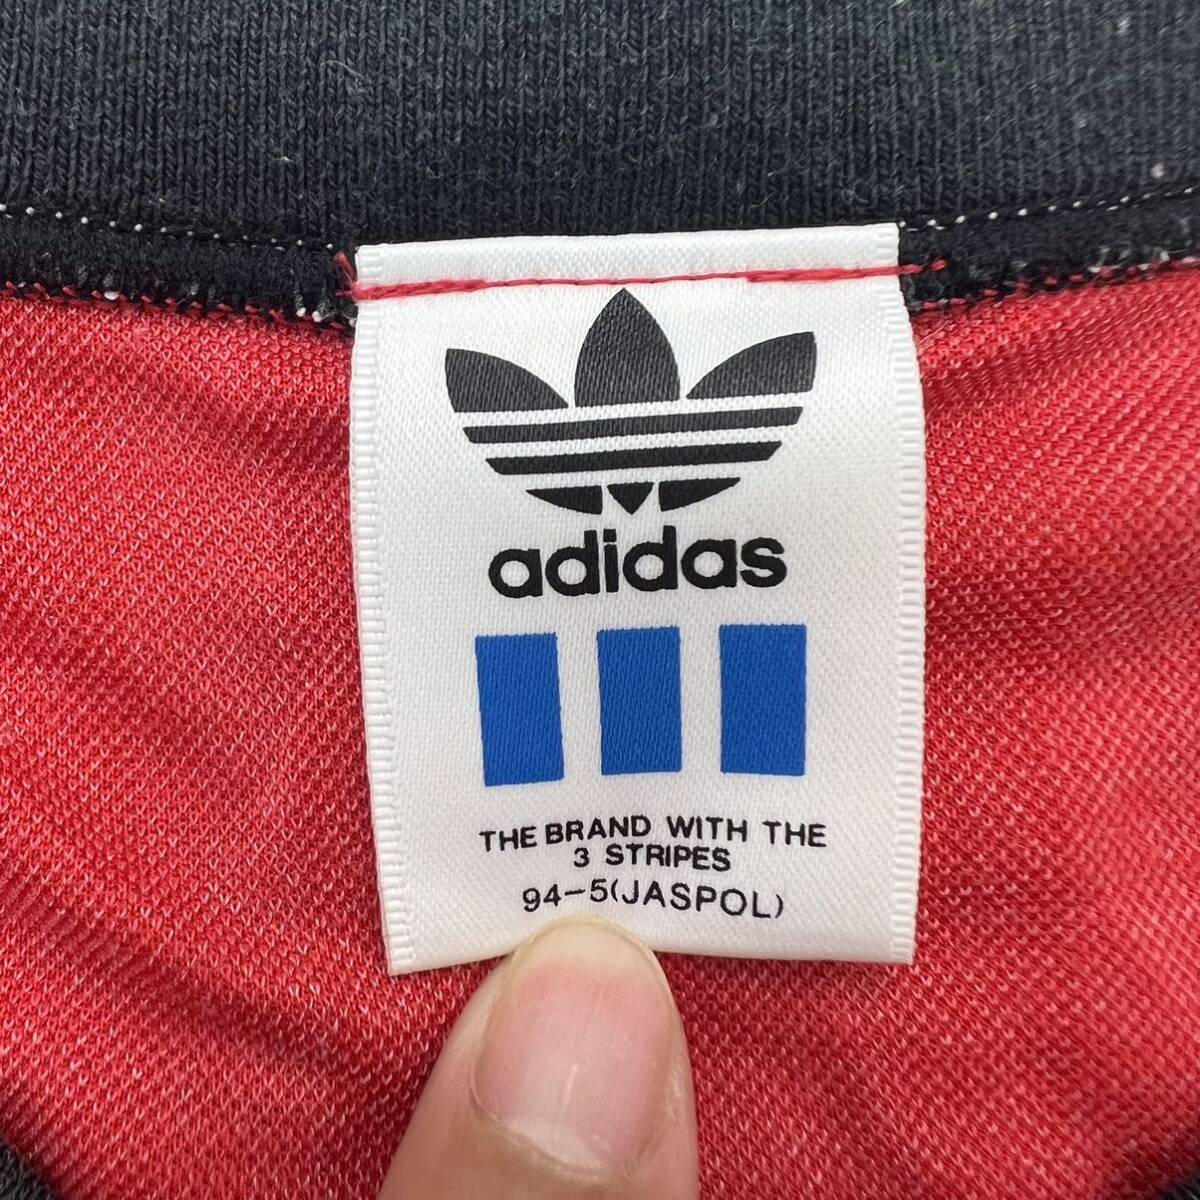 adidas
THE BRAND WITH THE
3 STRIPES
94-5(JASPOL)